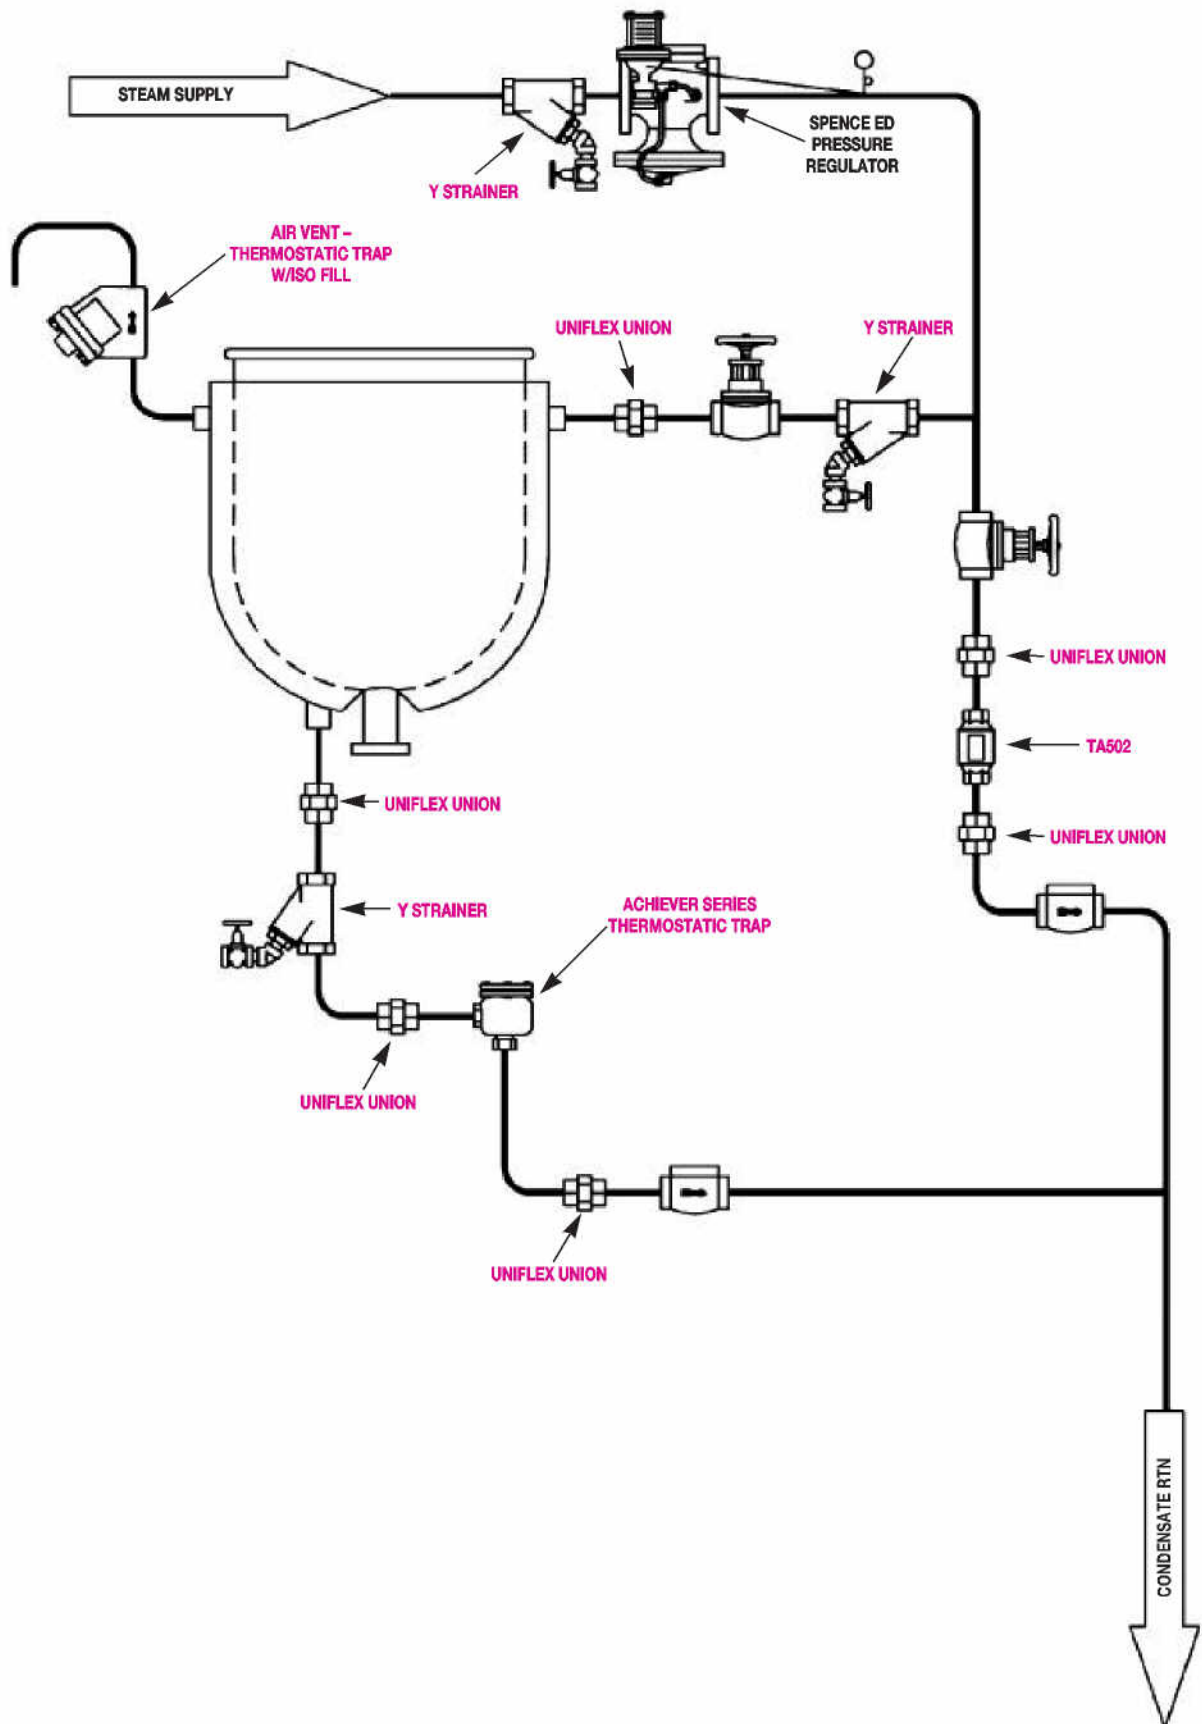 STEAM SUPPLY
SPENCE ED
PRESSURE
REGULATOR
Y STRAINER
AIR VENT –
THERMOSTATIC TRAP
W/ISO FILL
UNIFLEX UNION
Y STRAINER
UNIFLEX UNION
TA502
UNIFLEX UNION
UNIFLEX UNION
Y STRAINER
ACHIEVER SERIES
THERMOSTATIC TRAP
UNIFLEX UNION
UNIFLEX UNION
CONDENSATE RTN